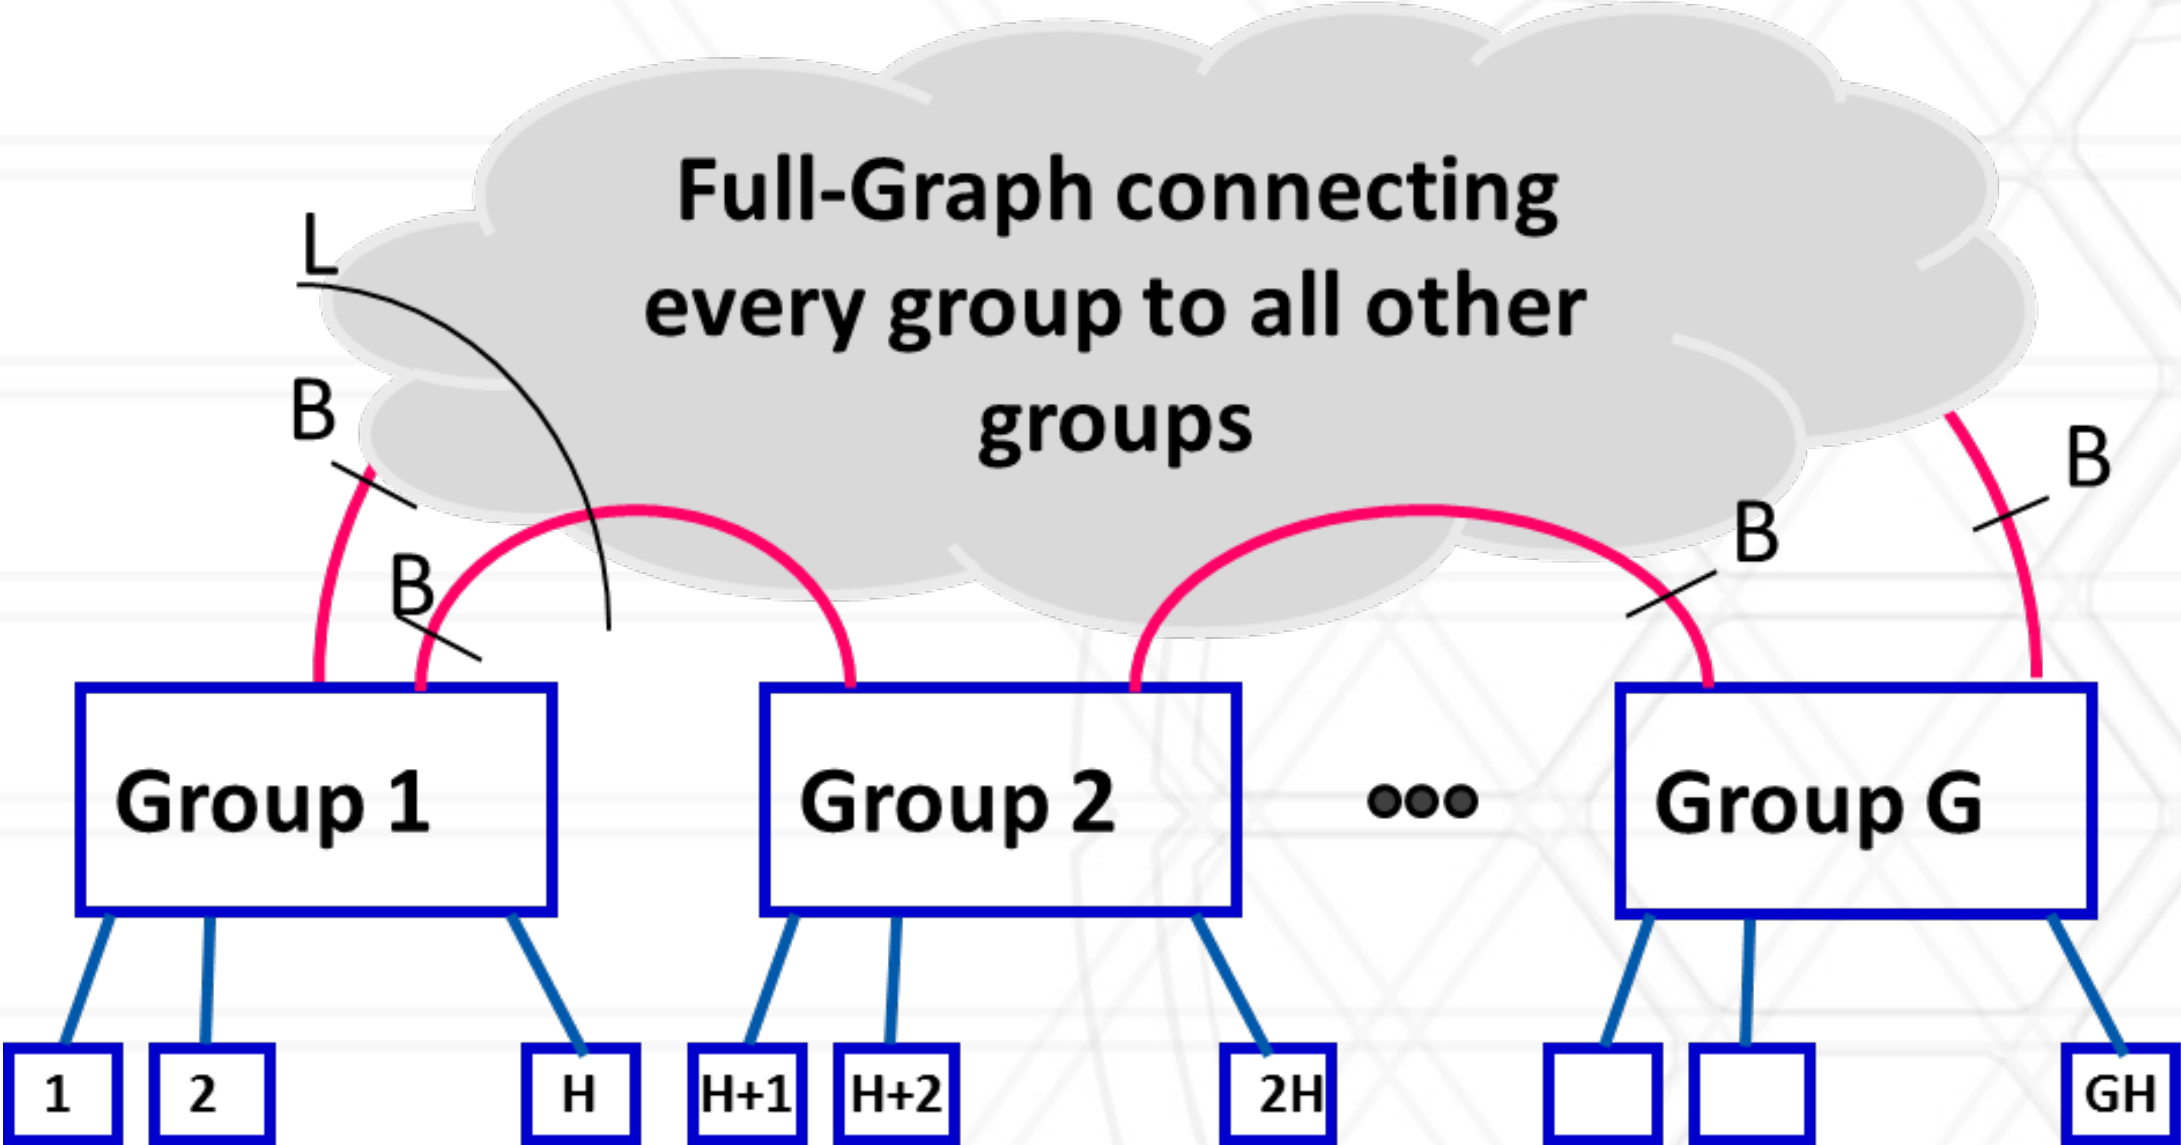 Full-Graph connecting
every group to all other
groups
L
B
B
B
B
Group 1
Group 2
Group G
1
2
H
H+1
H+2
2H
GH